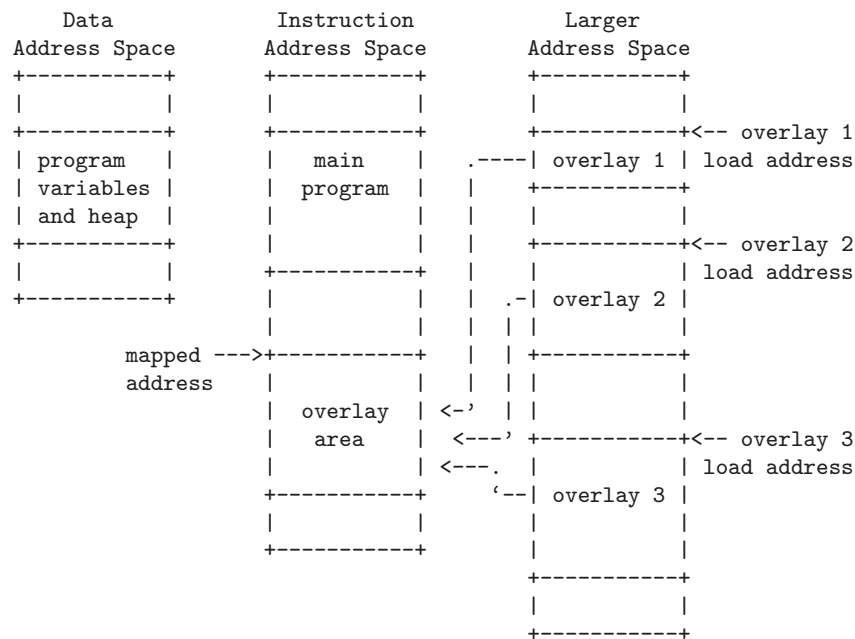 Data             Instruction           Larger
Address Space       Address Space       Address Space
+-----------+       +-----------+        +-----------+
|           |       |           |        |           |
+-----------+       +-----------+        +-----------+<-- overlay 1
| program   |       |   main    |   .----| overlay 1 | load address
| variables |       |  program  |   |    +-----------+
| and heap  |       |           |   |    |           |
+-----------+       |           |   |    +-----------+<-- overlay 2
|           |       +-----------+   |    |           | load address
+-----------+       |           |   |  .-| overlay 2 |
                    |           |   |  | |           |
         mapped --->+-----------+   |  | +-----------+
         address    |           |   |  | |           |
                    |  overlay  | <-'  | |           |
                    |   area    |  <---' +-----------+<-- overlay 3
                    |           | <---.  |           | load address
                    +-----------+     ‘--| overlay 3 |
                    |           |        |           |
                    +-----------+        |           |
                                         +-----------+
                                         |           |
                                         +-----------+